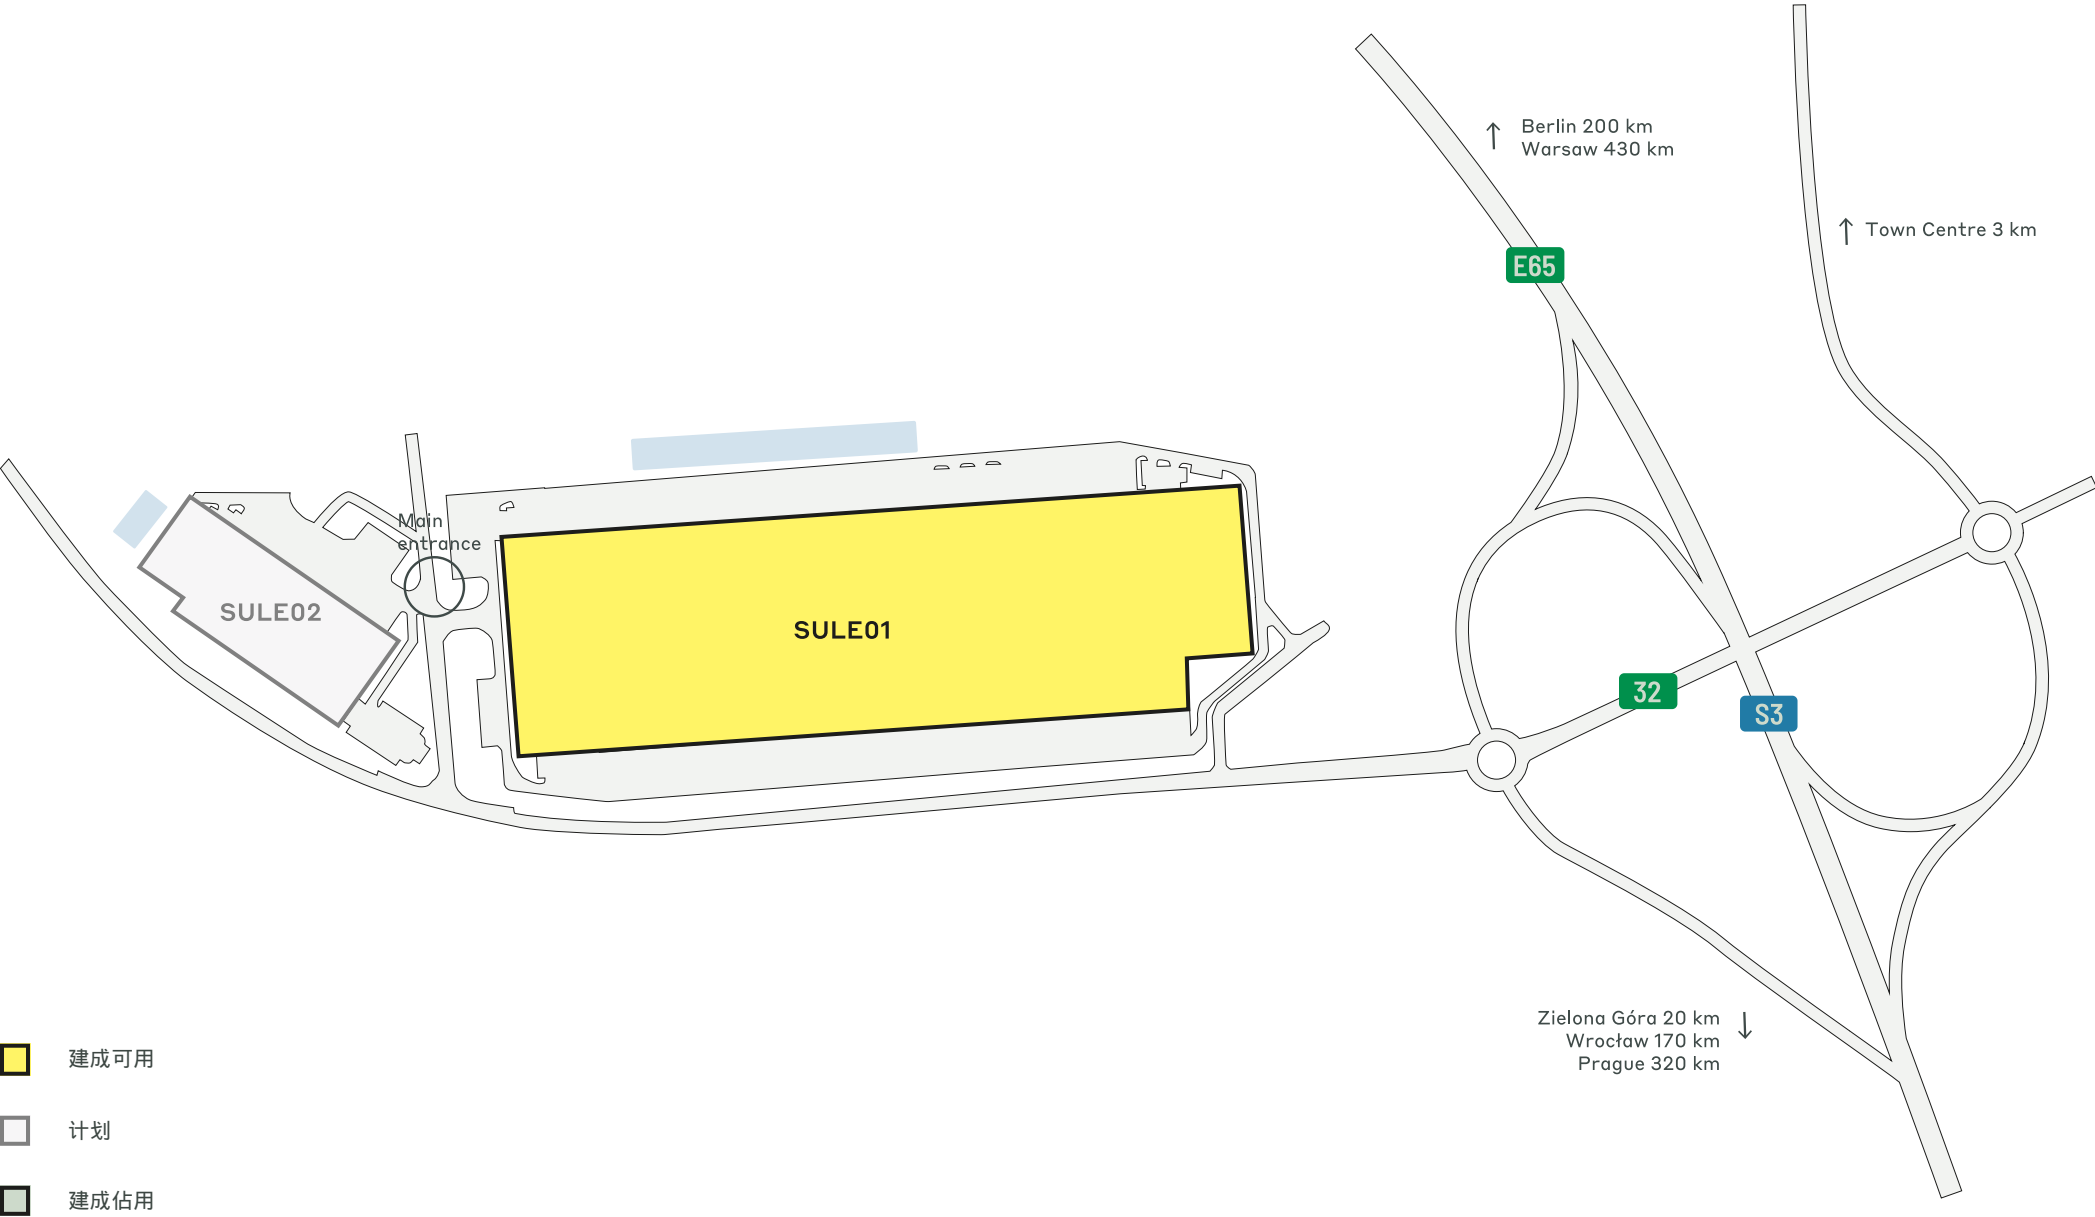 Berlin 200 km
Warsaw 430 km
Town Centre 3 km
E65
Main
entrance
SULE02
SULE01
32
S3
Zielona Góra 20 km
Wrocław 170 km
Prague 320 km
建成可用
计划
建成佔用